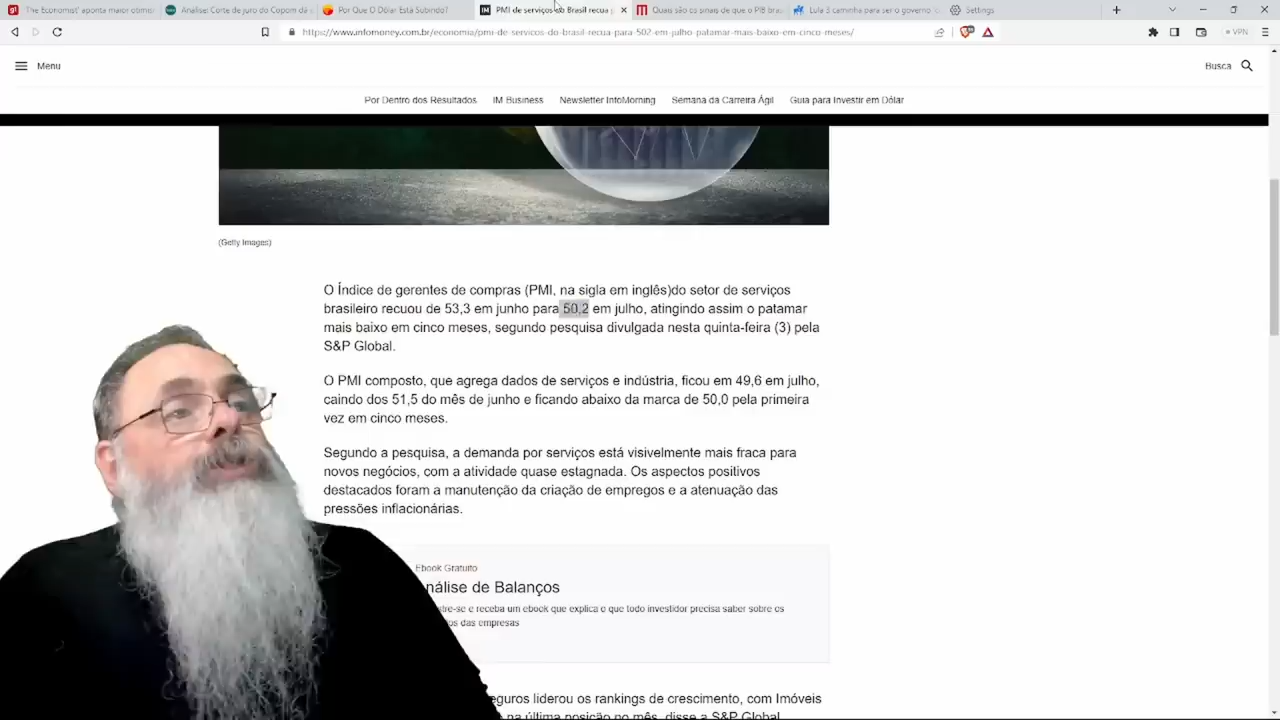 'The Economist' aponta maior otimis
Análise: Corte de juro do Copom dá s
Por Que O Dólar Está Subindo?
PMI de serviços do Brasil recua p
Quais são os sinais de que o PIB bras
Lula 3 caminha para ser o governo
Settings
https://www.infomoney.com.br/economia/pmi-de-servicos-do-brasil-recua-para-502-em-julho-patamar-mais-baixo-em-cinco-meses/
VPN
Menu
Busca
Por Dentro dos Resultados
IM Business
Newsletter InfoMorning
Semana da Carreira Ágil
Guia para Investir em Dólar
(Getty Images)
O Índice de gerentes de compras (PMI, na sigla em inglês)do setor de serviços
brasileiro recuou de 53,3 em junho para 50,2 em julho, atingindo assim o patamar
mais baixo em cinco meses, segundo pesquisa divulgada nesta quinta-feira (3) pela
S&P Global.
O PMI composto, que agrega dados de serviços e indústria, ficou em 49,6 em julho,
caindo dos 51,5 do mês de junho e ficando abaixo da marca de 50,0 pela primeira
vez em cinco meses.
Segundo a pesquisa, a demanda por serviços está visivelmente mais fraca para
novos negócios, com a atividade quase estagnada. Os aspectos positivos
destacados foram a manutenção da criação de empregos e a atenuação das
pressões inflacionárias.
Ebook Gratuito
nálise de Balanços
tre-se e receba um ebook que explica o que todo investidor precisa saber sobre os
os das empresas
eguros liderou os rankings de crescimento, com Imóveis
na última posição no mês, disse a S&P Global